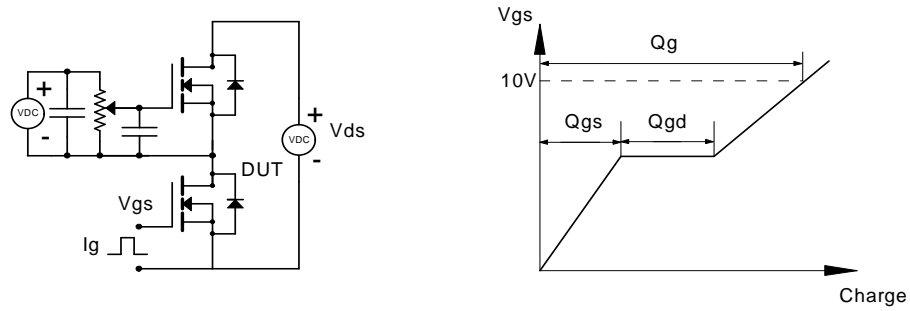 +
VDC
-
+
VDC
-
Vds
DUT
Vgs
Ig
Vgs
Qg
10V
Qgs
Qgd
Charge